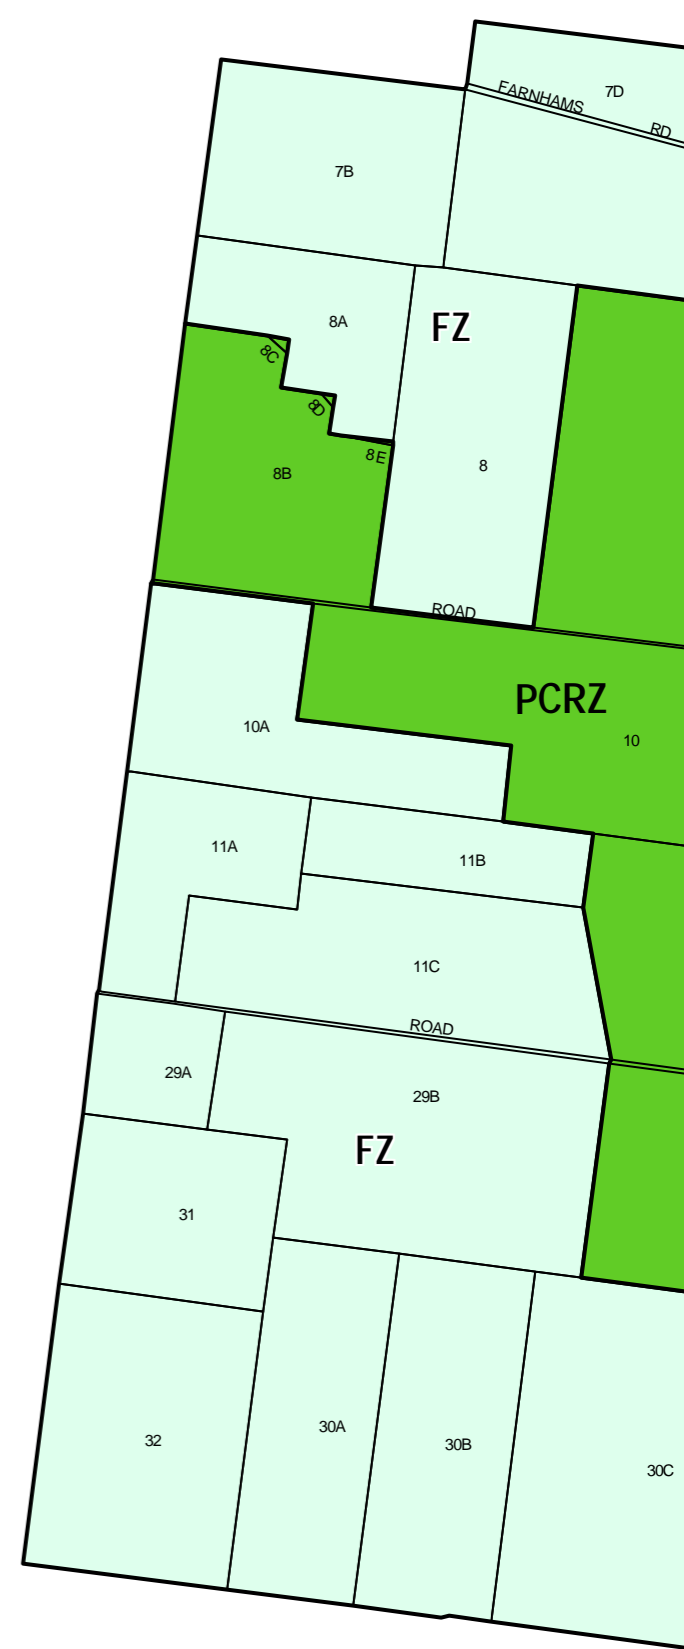 7D
FARNHAMS
RD
7B
8A
FZ
8C
8D
8E
8
8B
ROAD
PCRZ
10A
10
11A
11B
11C
ROAD
29A
29B
FZ
31
30A
32
30B
30C